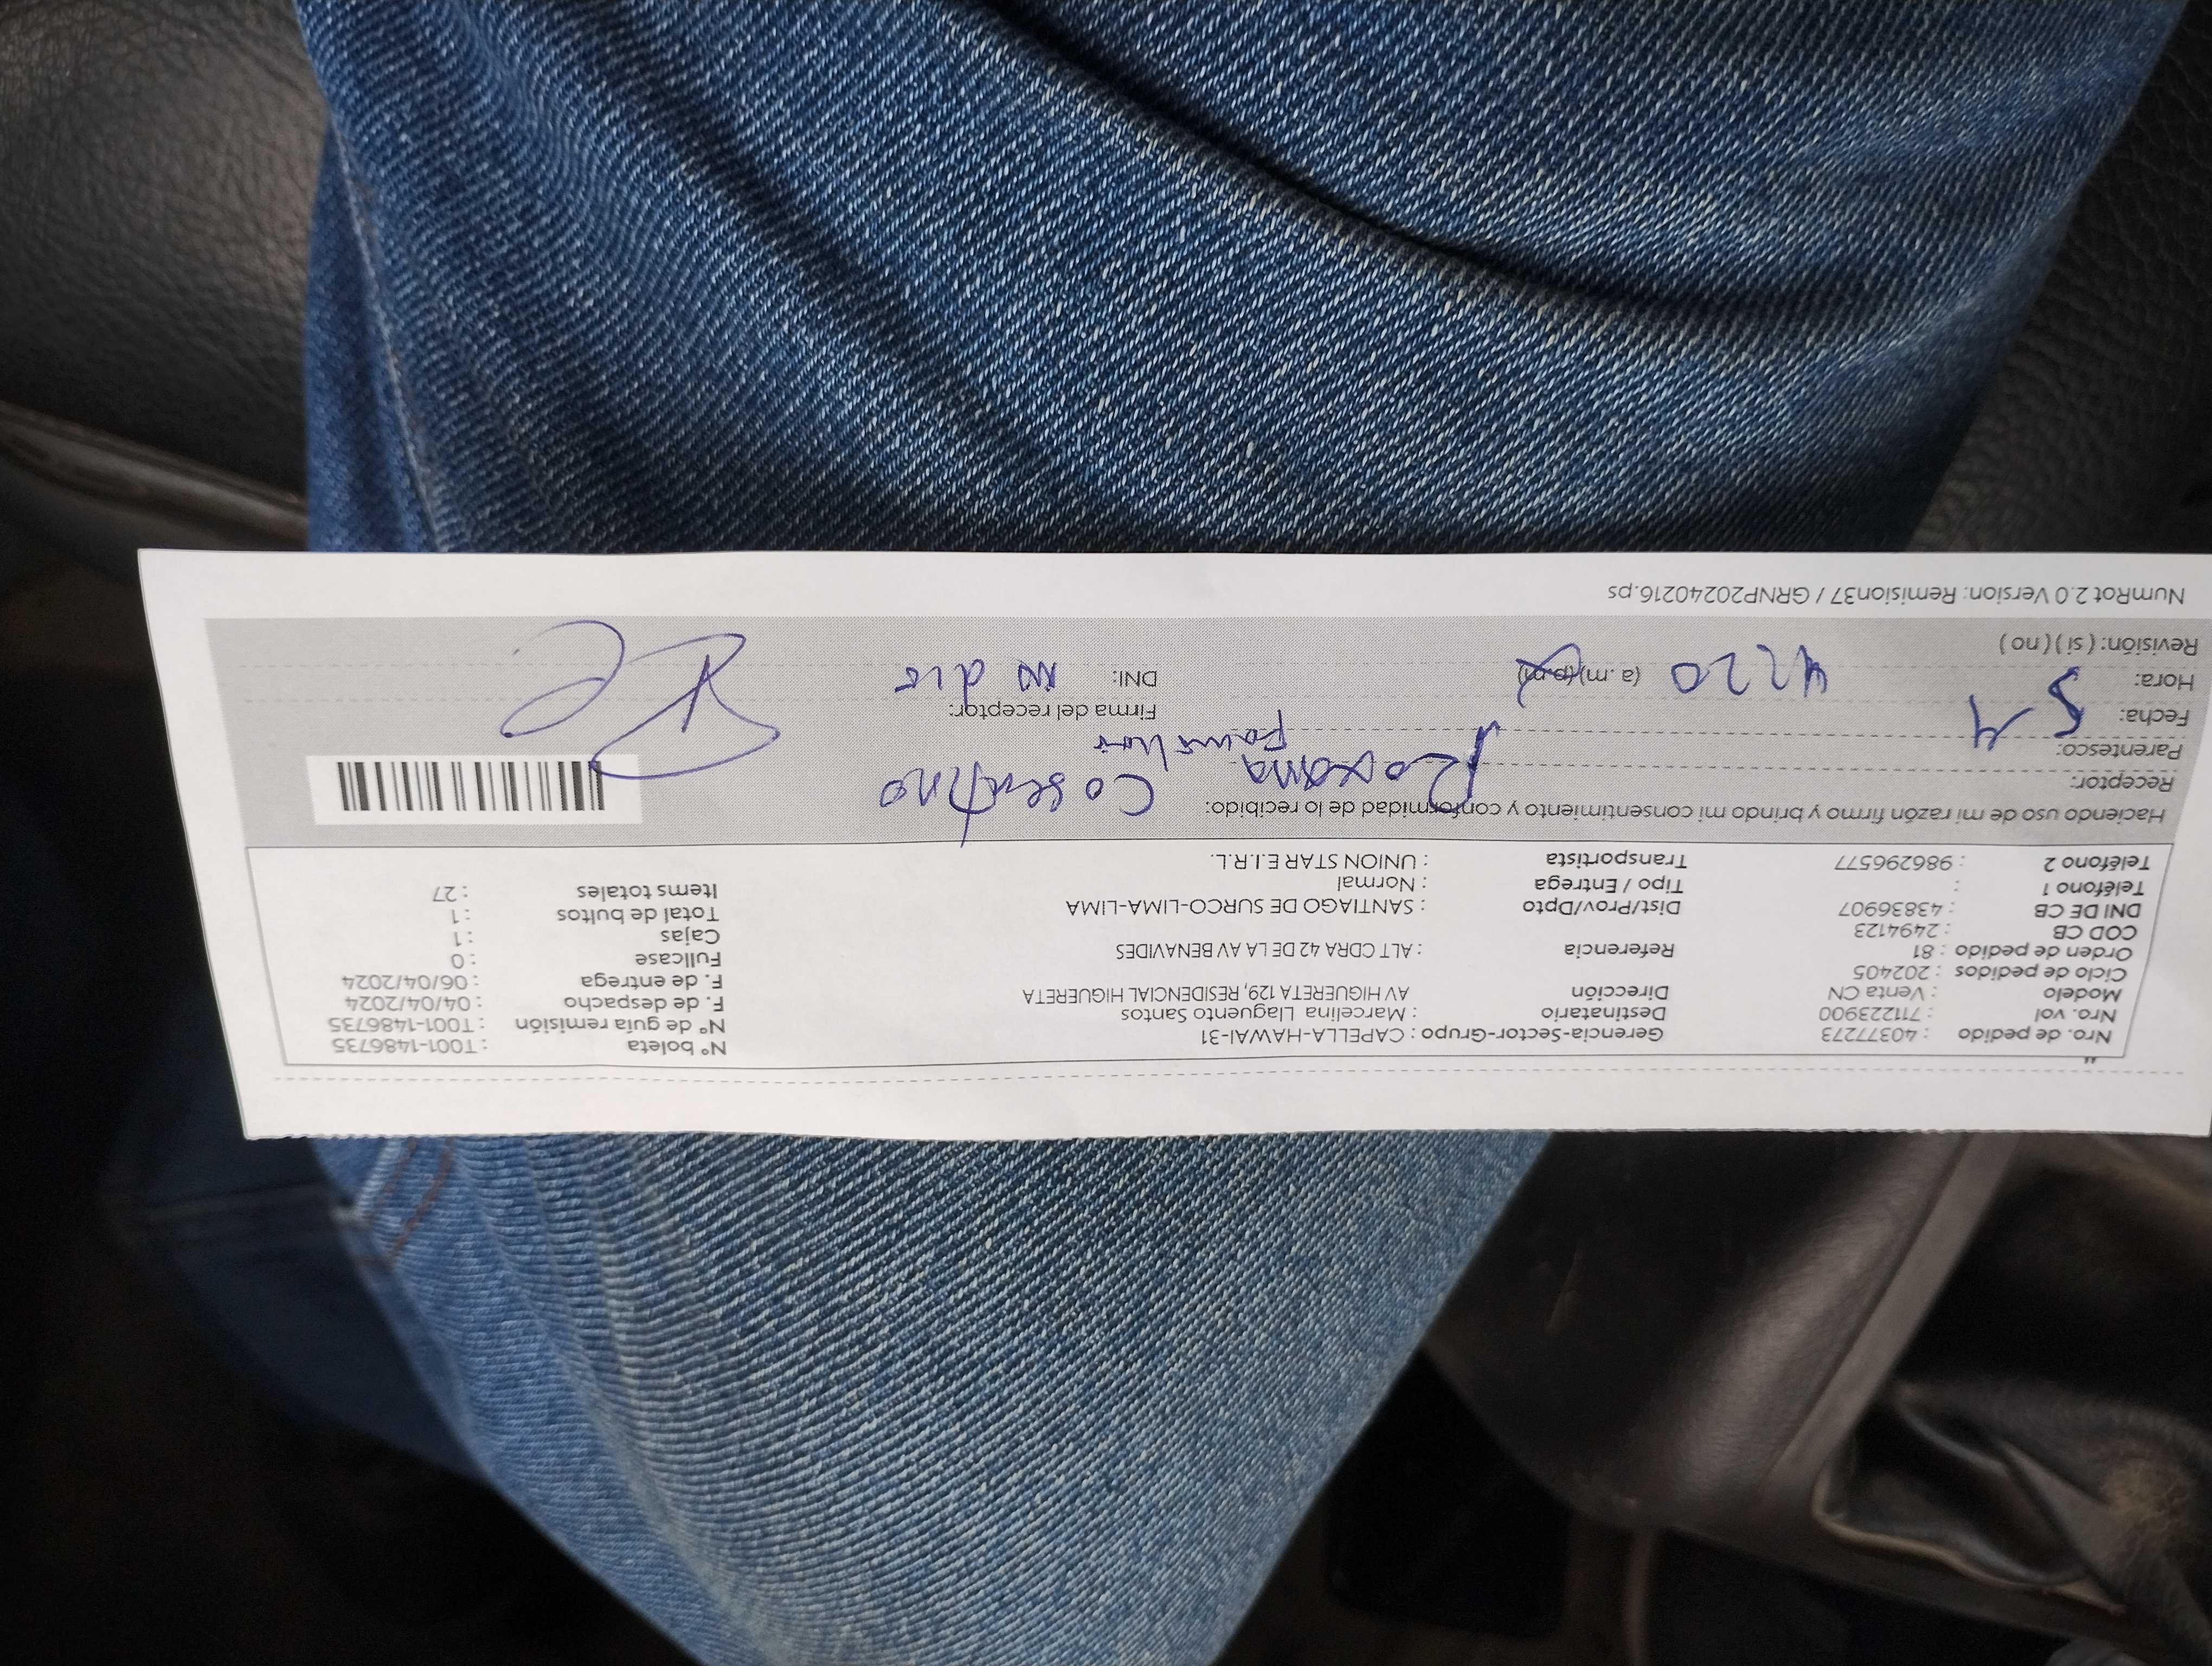 Nro. de pedido : 40377273 Gerencia-Sector-Grupo : CAPELLA-HAWAI-31 Nº boleta : T001-1486735
Nro. vol : 711223900 Destinatario : Marcelina Llaguento Santos Nº de guía remisión : T001-1486735
Modelo : Venta CN Dirección AV HIGUERETA 129, RESIDENCIAL HIGUERETA F. de despacho : 04/04/2024
Ciclo de pedidos : 202405 F. de entrega : 06/04/2024
Orden de pedido : 81 Referencia : ALT CDRA 42 DE LA AV BENAVIDES Fullcase : 0
COD CB : 2494123 Cajas : 1
DNI DE CB : 43836907 Dist/Prov/Dpto : SANTIAGO DE SURCO-LIMA-LIMA Total de bultos : 1
Teléfono 1 : Tipo / Entrega : Normal Items totales : 27
Teléfono 2 : 986296577 Transportista : UNION STAR E.I.R.L.
Haciendo uso de mi razón firmo y brindo mi consentimiento y conformidad de lo recibido:
Receptor: Roxana Cosentino
Parentesco: Familiar
Fecha: 5 4 Firma del receptor:
Hora: 20 (a.m)(p.m) DNI: no dio
Revisión: ( si ) ( no )
NumRot 2.0 Version: Remision37 / GRNP20240216.ps